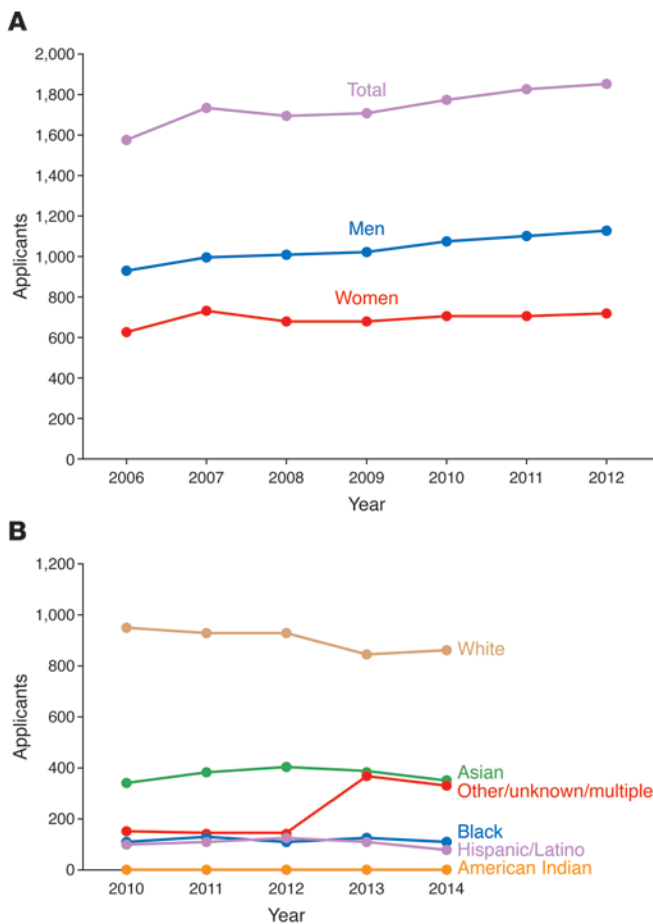 A
2,000
1,800
1,600
1,400
1,200
1,000
800
600
400
200
0
Applicants
Total
Men
Women
2006 2007 2008 2009 2010 2011 2012
Year
B
1,200
1,000
800
600
400
200
0
Applicants
White
Asian
Other/unknown/multiple
Black
Hispanic/Latino
American Indian
2010 2011 2012 2013 2014
Year